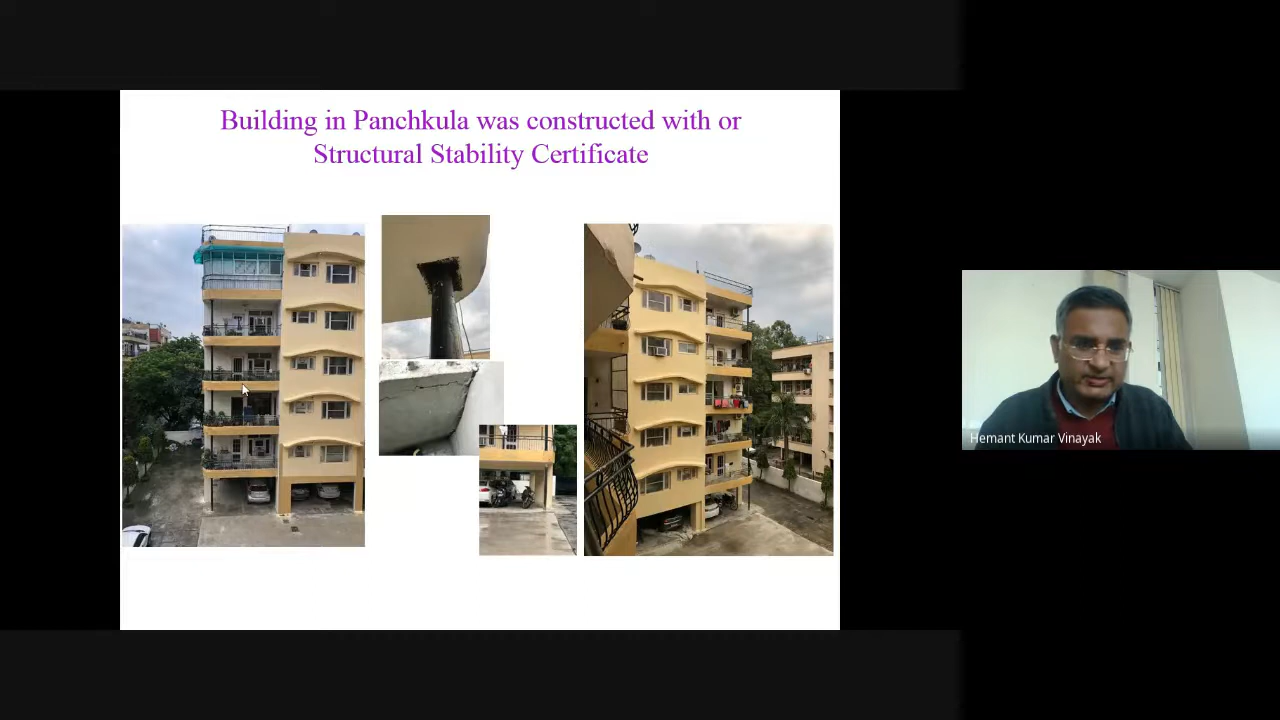 Building in Panchkula was constructed with or
Structural Stability Certificate
Hemant Kumar Vinayak